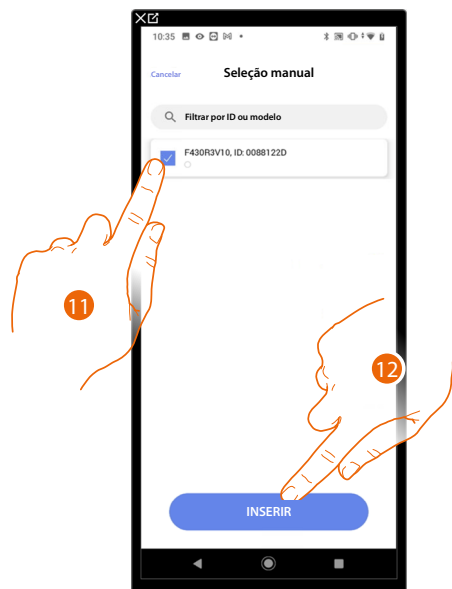 10:35
Cancelar Seleção manual
Filtrar por ID ou modelo
F430R3V10, ID: 0088122D
11
12
INSERIR